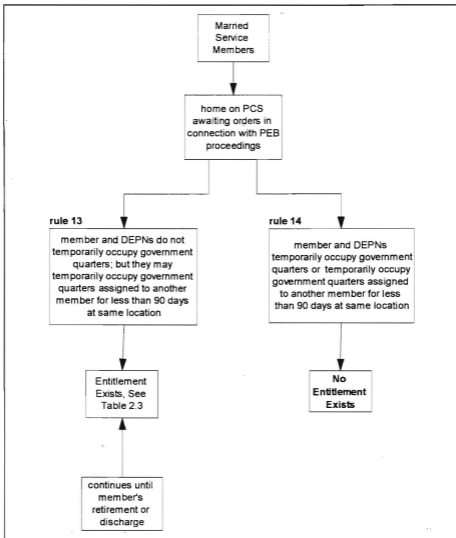 Married
Service
Members
home on PCS
awaiting orders in
connection with PEB
proceedings
rule 13
member and DEPNs do not
temporarily occupy government
quarters; but they may
temporarily occupy government
quarters assigned to another
member for less than 90 days
at same location
rule 14
member and DEPNs
temporarily occupy government
quarters or temporarily occupy
government quarters assigned
to another member for less
than 90 days at same location
Entitlement
Exists, See
Table 2.3
No
Entitlement
Exists
continues until
member's
retirement or
discharge